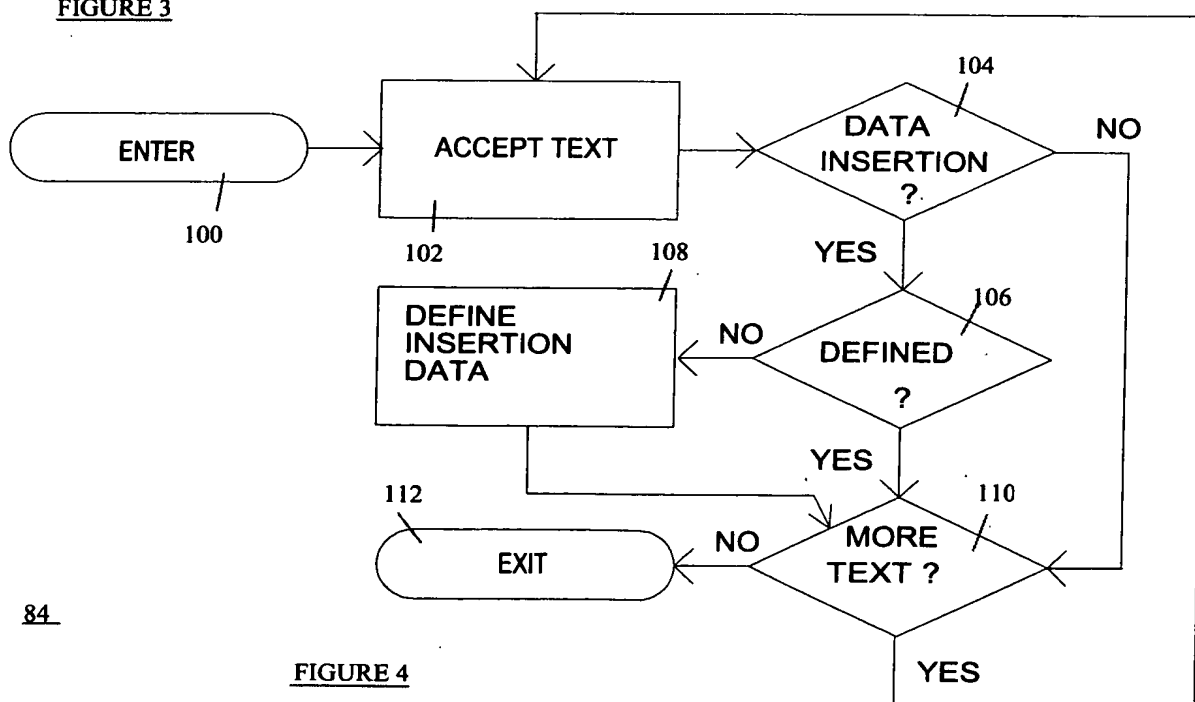 FIGURE 3
104
DATA
INSERTION
?
NO
ENTER
ACCEPT TEXT
100
102
YES
108
106
DEFINE
INSERTION
DATA
NO
DEFINED
?
YES
112
110
EXIT
NO
MORE
TEXT ?
84
FIGURE 4
YES